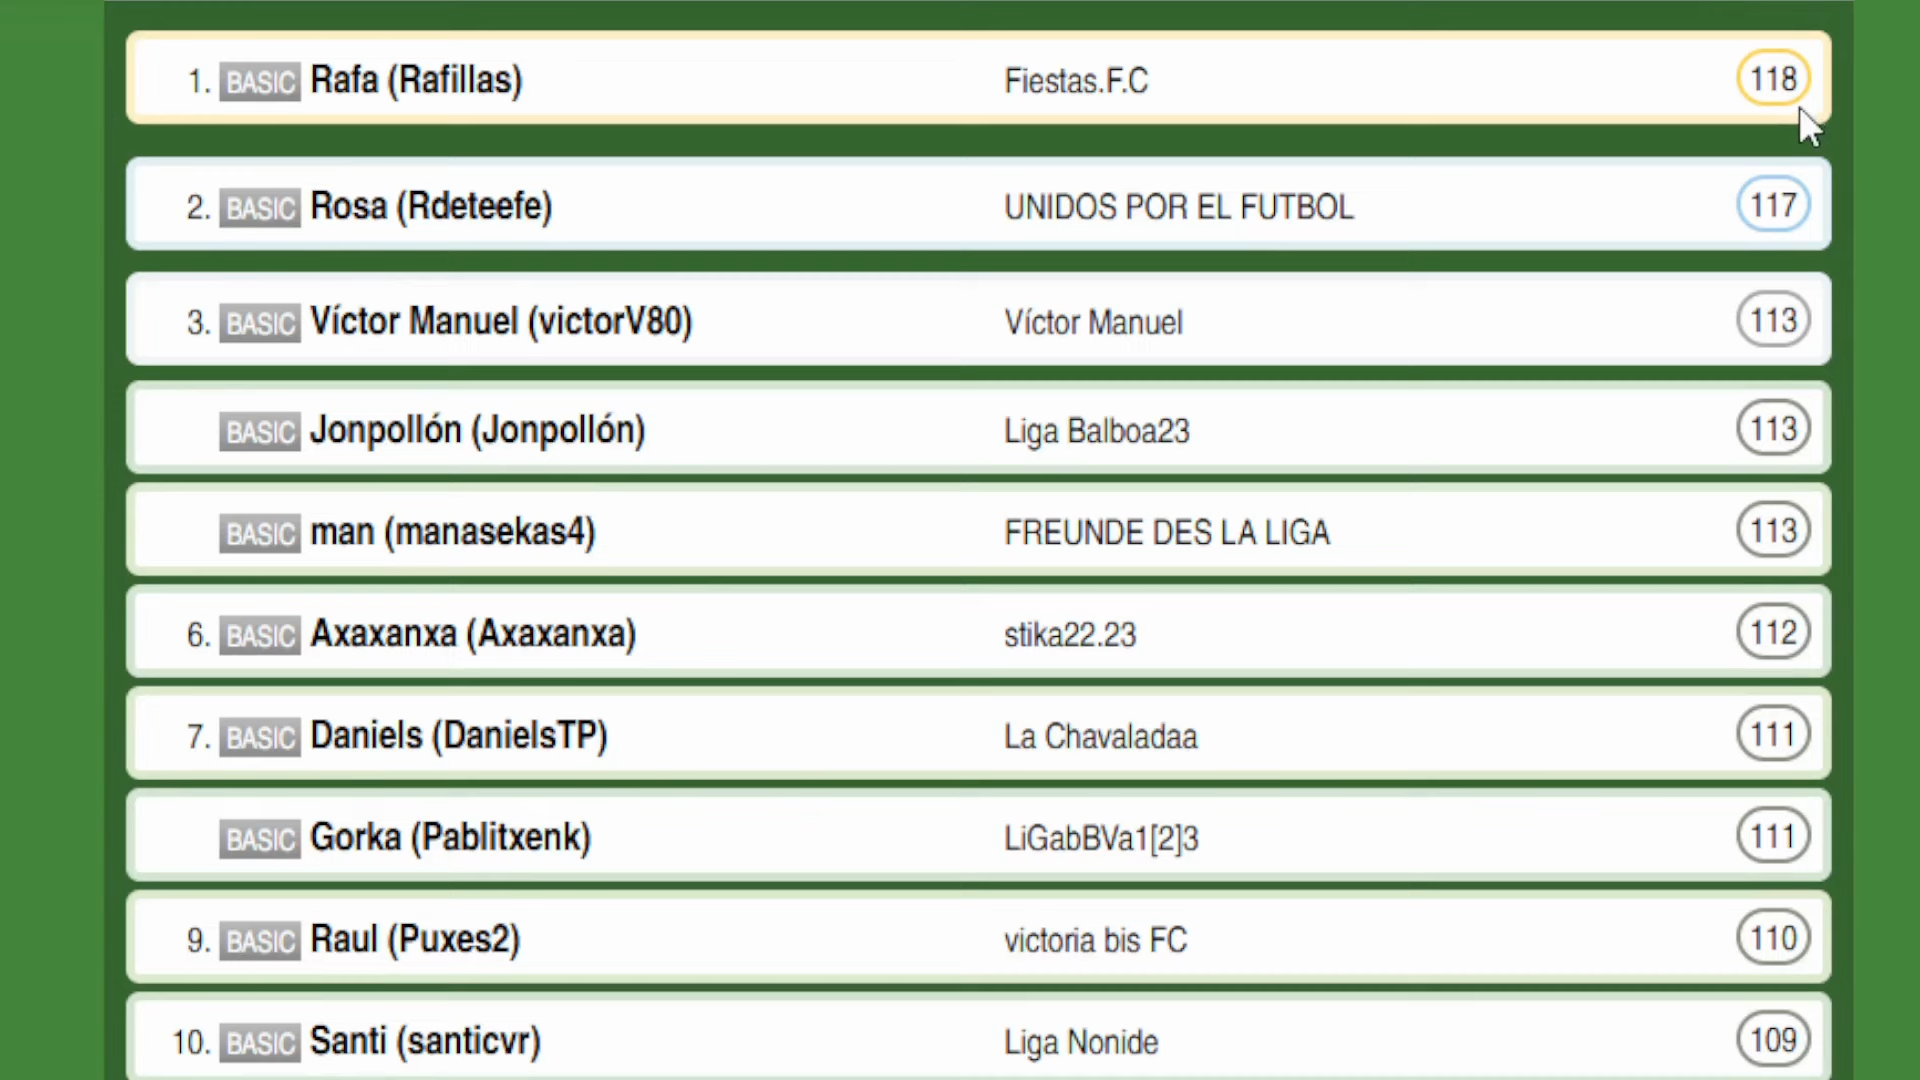 1. BASIC Rafa (Rafillas) Fiestas.F.C 118
2. BASIC Rosa (Rdeteefe) UNIDOS POR EL FUTBOL 117
3. BASIC Víctor Manuel (victorV80) Víctor Manuel 113
BASIC Jonpollón (Jonpollón) Liga Balboa23 113
BASIC man (manasekas4) FREUNDE DES LA LIGA 113
6. BASIC Axaxanxa (Axaxanxa) stika22.23 112
7. BASIC Daniels (DanielsTP) La Chavaladaa 111
BASIC Gorka (Pablitxenk) LiGabBVa1[2]3 111
9. BASIC Raul (Puxes2) victoria bis FC 110
10. BASIC Santi (santicvr) Liga Nonide 109